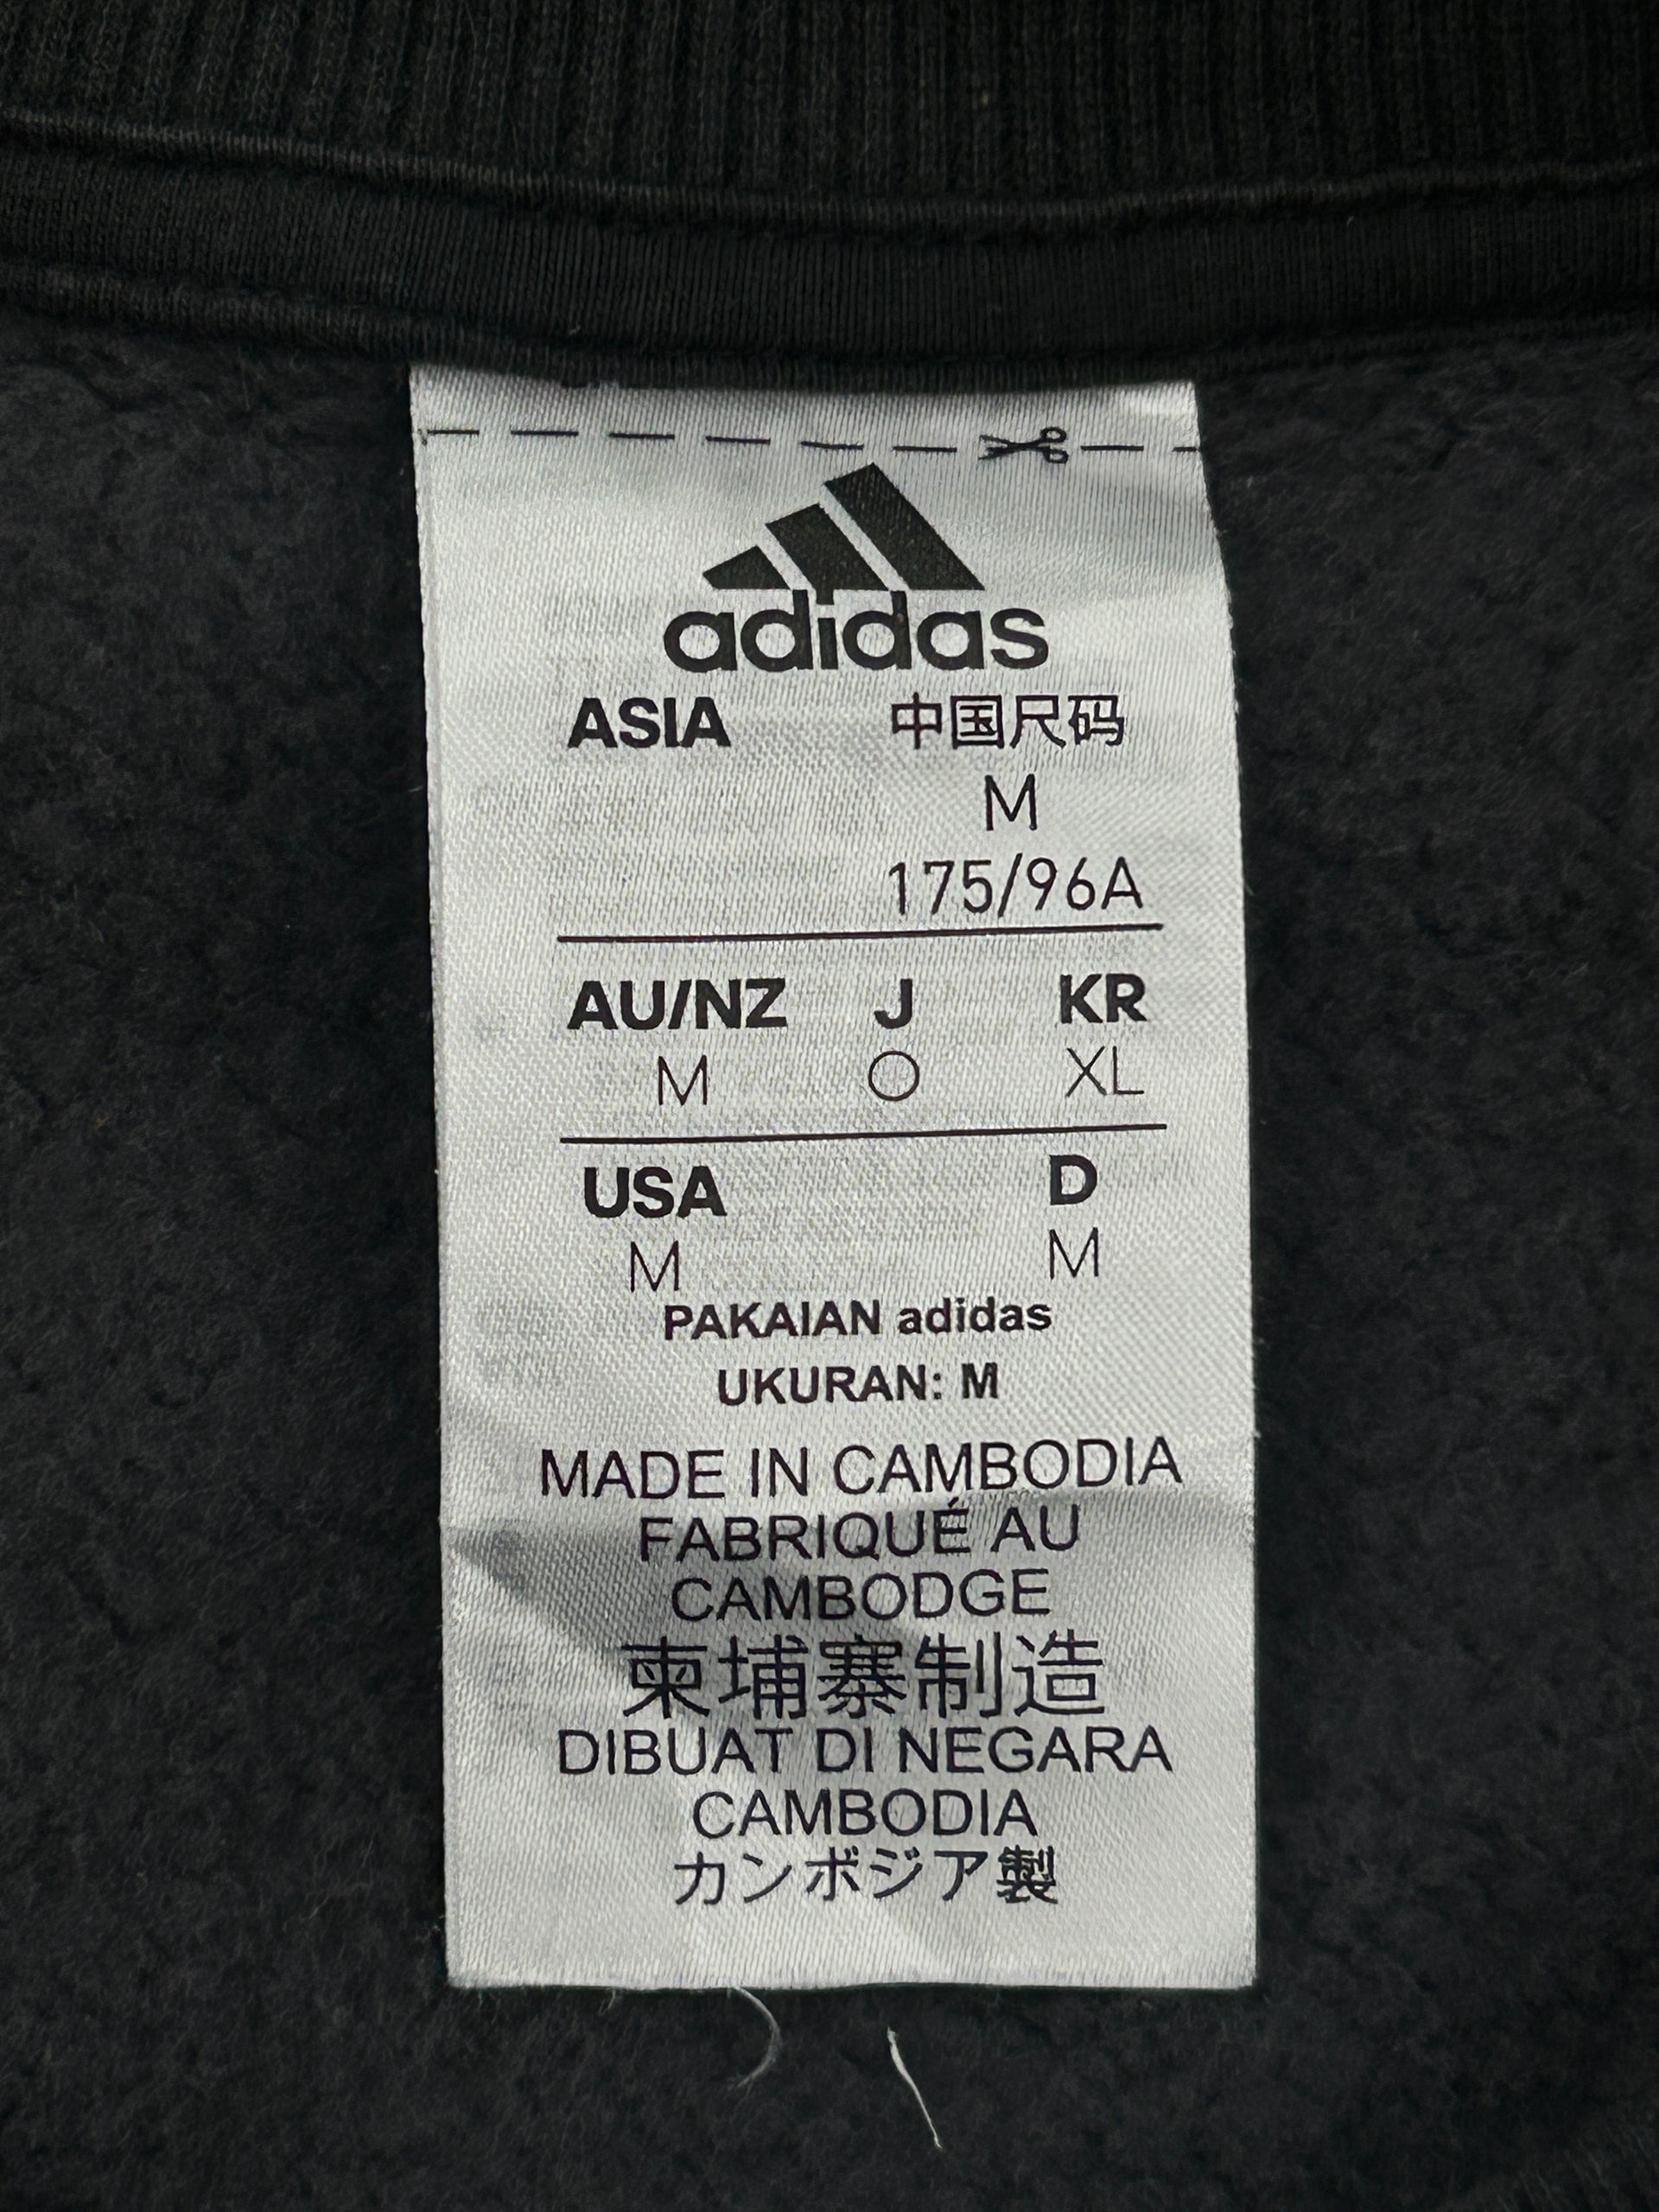 adidas
ASIA 中国尺码
M
175/96A
AU/NZ J KR
M O XL
USA D
M M
PAKAIAN adidas
UKURAN: M
MADE IN CAMBODIA
FABRIQUÉ AU
CAMBODGE
柬埔寨制造
DIBUAT DI NEGARA
CAMBODIA
カンボジア製